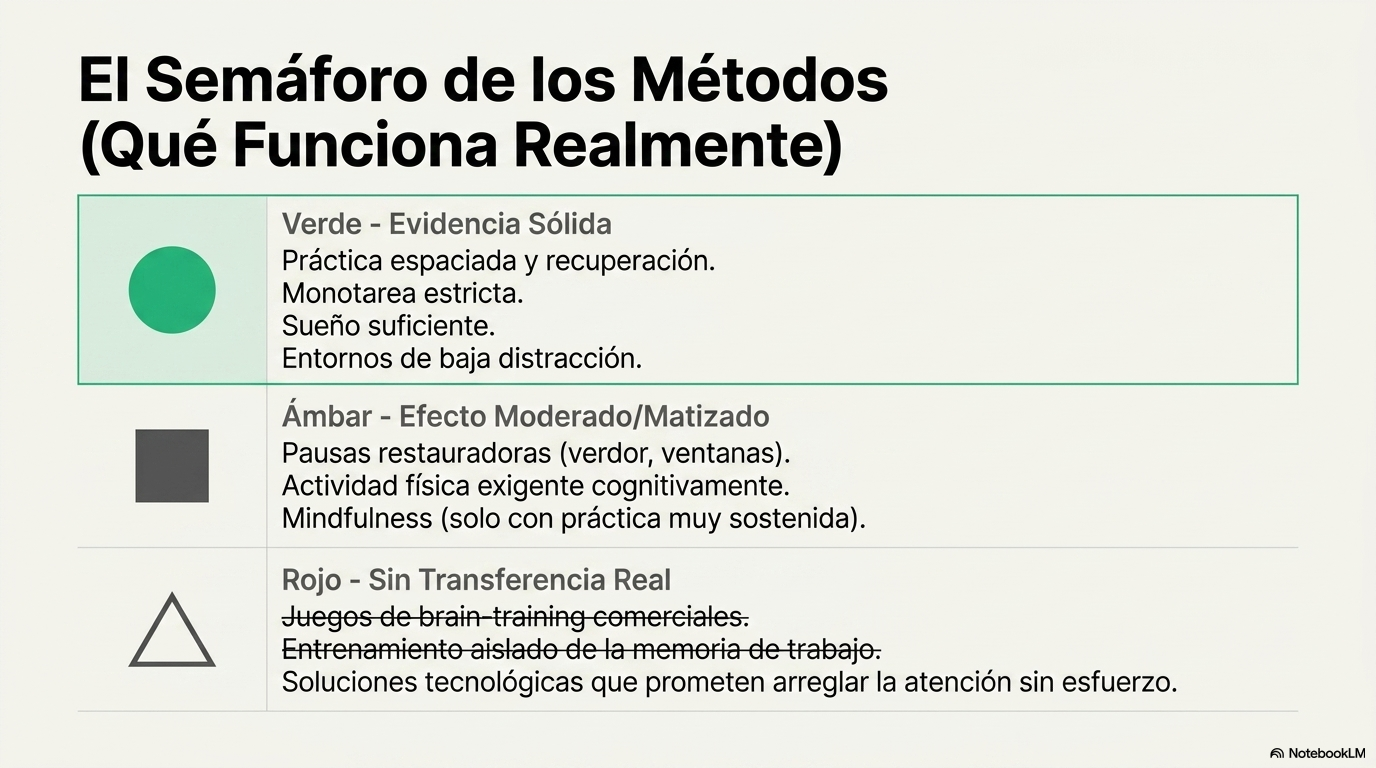 El Semáforo de los Métodos
(Qué Funciona Realmente)
Verde - Evidencia Sólida
Práctica espaciada y recuperación.
Monotarea estricta.
Sueño suficiente.
Entornos de baja distracción.
Ámbar - Efecto Moderado/Matizado
Pausas restauradoras (verdor, ventanas).
Actividad física exigente cognitivamente.
Mindfulness (solo con práctica muy sostenida).
Rojo - Sin Transferencia Real
Juegos de brain-training comerciales.
Entrenamiento aislado de la memoria de trabajo.
Soluciones tecnológicas que prometen arreglar la atención sin esfuerzo.
NotebookLM